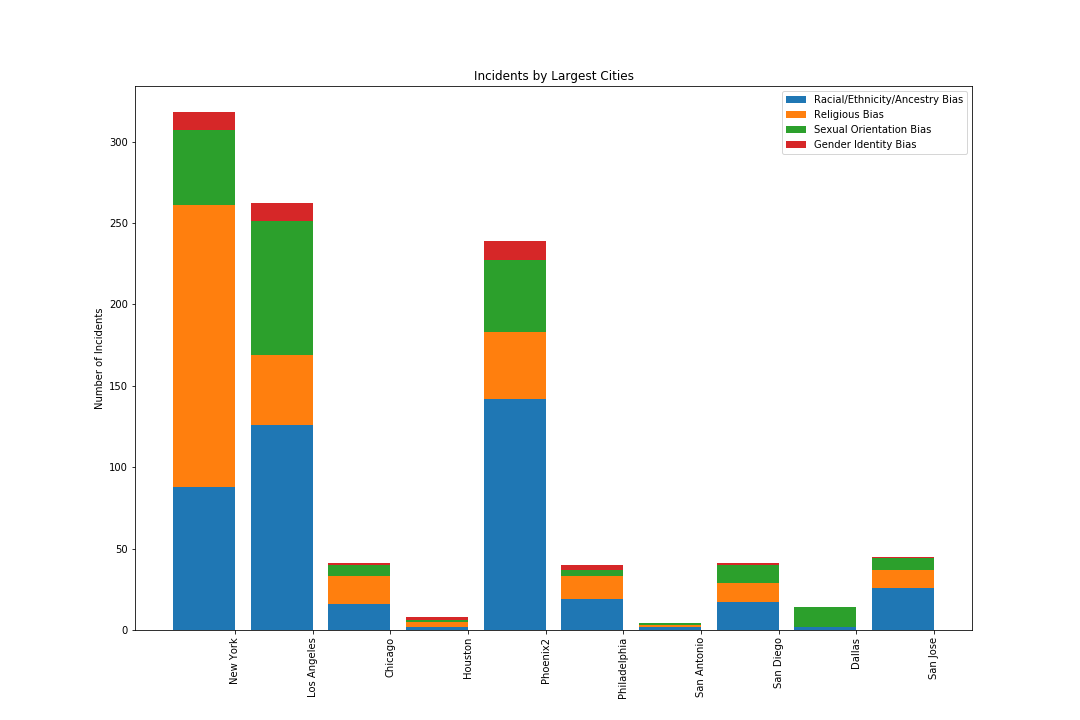 Incidents by Largest Cities
Racial/Ethnicity/Ancestry Bias
Religious Bias
Sexual Orientation Bias
Gender Identity Bias
Number of Incidents
300
250
200
150
100
50
0
New York
Los Angeles
Chicago
Houston
Phoenix2
Philadelphia
San Antonio
San Diego
Dallas
San Jose